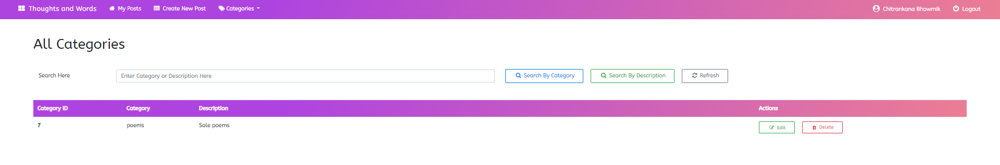 Thoughts and Words My Posts Create New Post Categories Chitrankana Bhowmik Logout
All Categories
Search Here Enter Category or Description Here Search By Category Search By Description Refresh
Category ID Category Description Actions
7 poems Sole poems Edit Delete